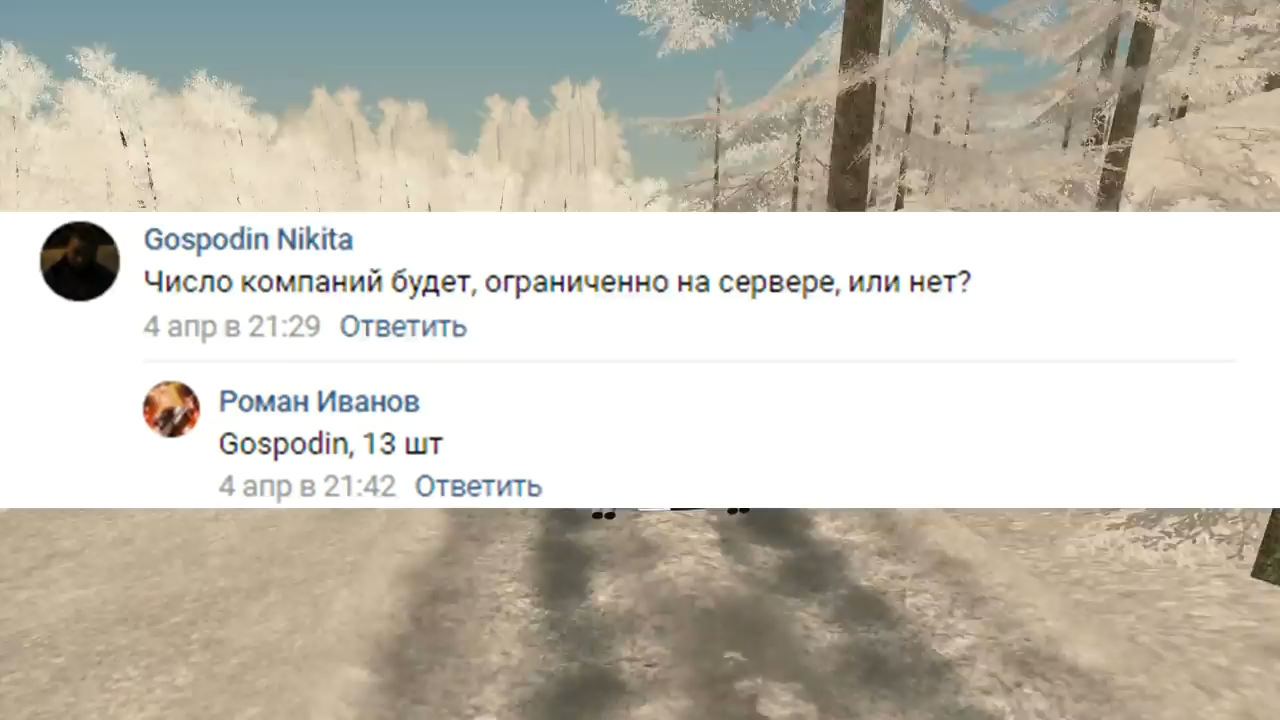 Gospodin Nikita
Число компаний будет, ограниченно на сервере, или нет?
4 апр в 21:29 Ответить
Роман Иванов
Gospodin, 13 шт
4 апр в 21:42 Ответить